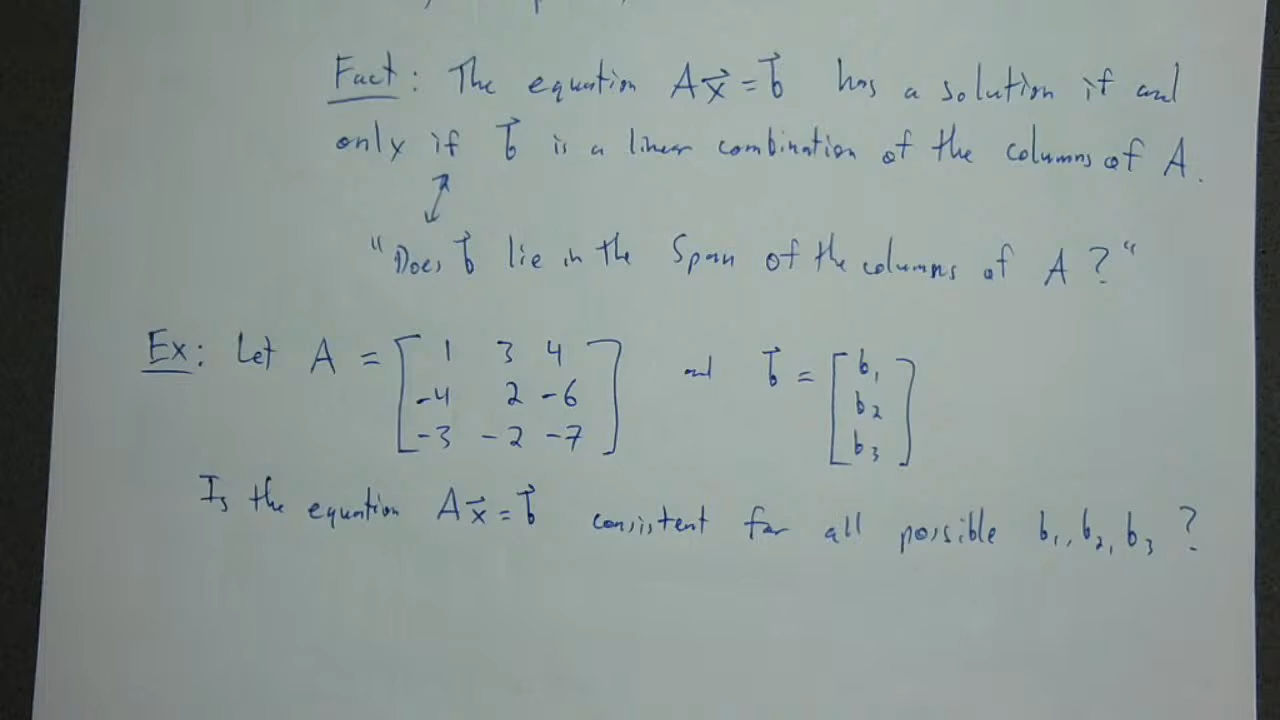 Fact: The equation A x⃗ = b⃗ has a solution if and
only if b⃗ is a linear combination of the columns of A.
"Does b⃗ lie in the Span of the columns of A?"
Ex: Let A = [1 3 4 and b⃗ = [b₁
-4 2 -6 b₂
-3 -2 -7] b₃]
Is the equation A x⃗ = b⃗ consistent for all possible b₁, b₂, b₃ ?